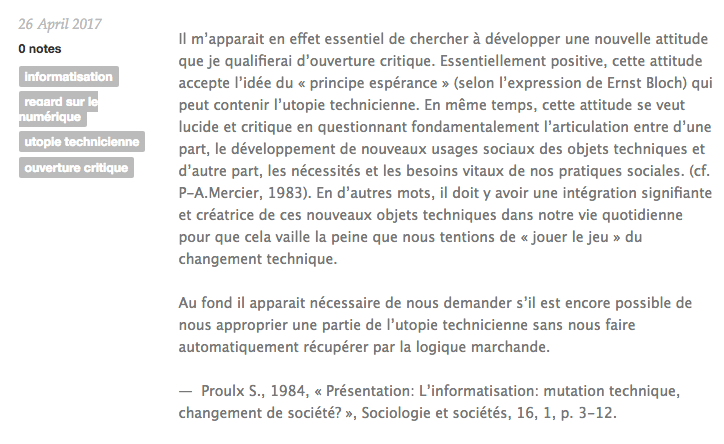 26 April 2017
0 notes
informatisation
regard sur le
numérique
utopie technicienne
ouverture critique
Il m’apparait en effet essentiel de chercher à développer une nouvelle attitude
que je qualifierai d’ouverture critique. Essentiellement positive, cette attitude
accepte l’idée du « principe espérance » (selon l’expression de Ernst Bloch) qui
peut contenir l’utopie technicienne. En même temps, cette attitude se veut
lucide et critique en questionnant fondamentalement l’articulation entre d’une
part, le développement de nouveaux usages sociaux des objets techniques et
d’autre part, les nécessités et les besoins vitaux de nos pratiques sociales. (cf.
P-A.Mercier, 1983). En d’autres mots, il doit y avoir une intégration signifiante
et créatrice de ces nouveaux objets techniques dans notre vie quotidienne
pour que cela vaille la peine que nous tentions de « jouer le jeu » du
changement technique.
Au fond il apparait nécessaire de nous demander s’il est encore possible de
nous approprier une partie de l’utopie technicienne sans nous faire
automatiquement récupérer par la logique marchande.
— Proulx S., 1984, « Présentation: L’informatisation: mutation technique,
changement de société? », Sociologie et sociétés, 16, 1, p. 3-12.